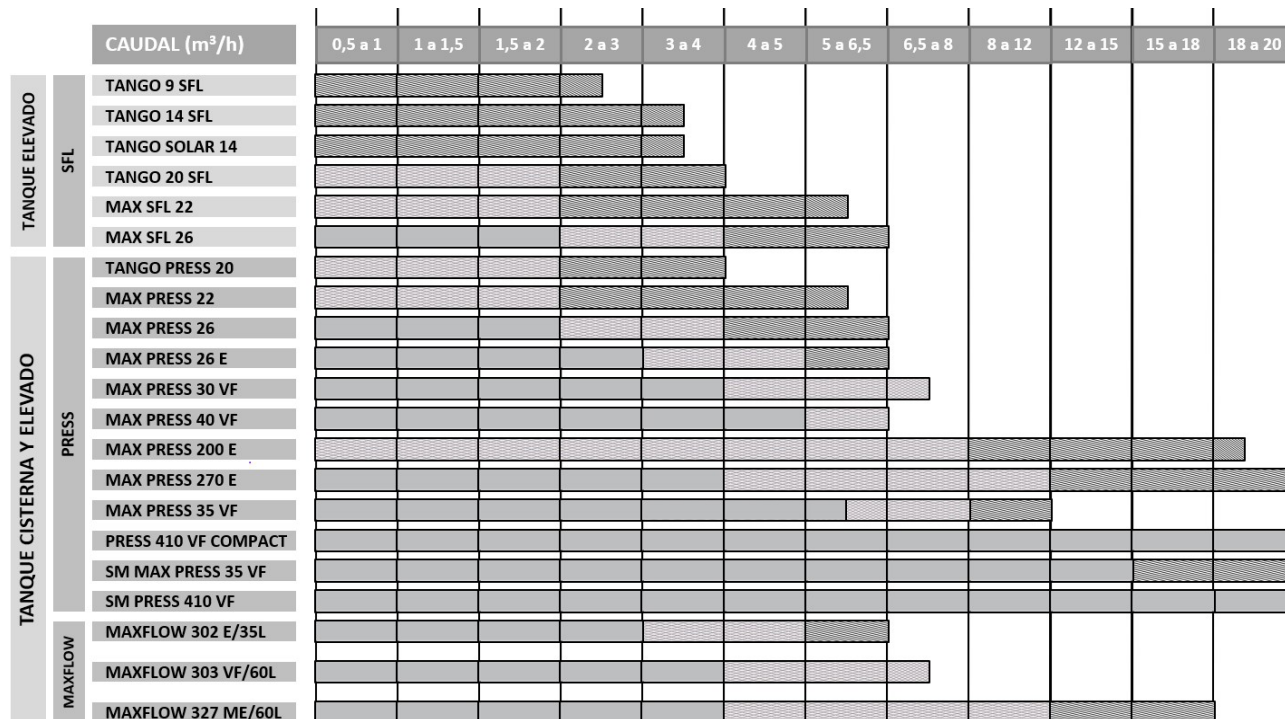 CAUDAL (m³/h) 0,5 a 1 1 a 1,5 1,5 a 2 2 a 3 3 a 4 4 a 5 5 a 6,5 6,5 a 8 8 a 12 12 a 15 15 a 18 18 a 20
TANQUE ELEVADO
SFL
TANGO 9 SFL
TANGO 14 SFL
TANGO SOLAR 14
TANGO 20 SFL
MAX SFL 22
MAX SFL 26
TANQUE CISTERNA Y ELEVADO
PRESS
TANGO PRESS 20
MAX PRESS 22
MAX PRESS 26
MAX PRESS 26 E
MAX PRESS 30 VF
MAX PRESS 40 VF
MAX PRESS 200 E
MAX PRESS 270 E
MAX PRESS 35 VF
PRESS 410 VF COMPACT
SM MAX PRESS 35 VF
SM PRESS 410 VF
MAXFLOW
MAXFLOW 302 E/35L
MAXFLOW 303 VF/60L
MAXFLOW 327 ME/60L